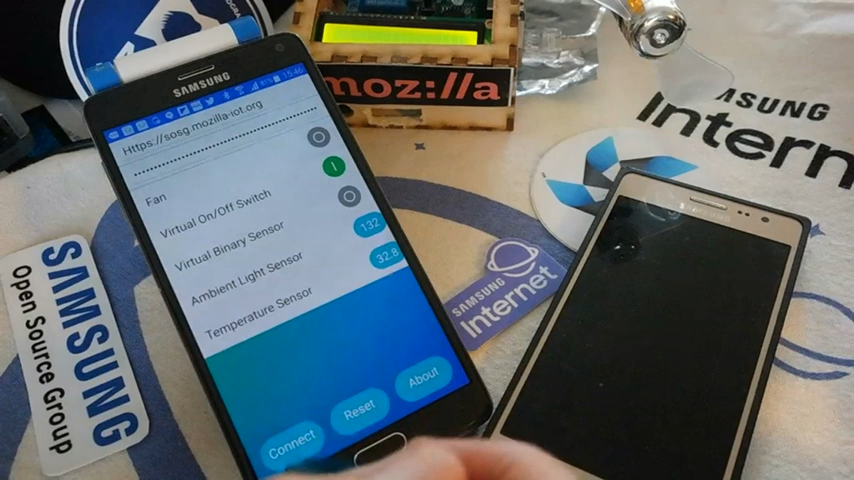 SAMSUNG
15:46
Https://sosg.mozilla-iot.org
Fan
Virtual On/Off Switch
Virtual Binary Sensor
Ambient Light Sensor
132
Temperature Sensor
32.8
Connect
Reset
About
moz://a
SAMSUNG
Open Source Group
SAMSUNG
Internet
SAMSUNG
Intern